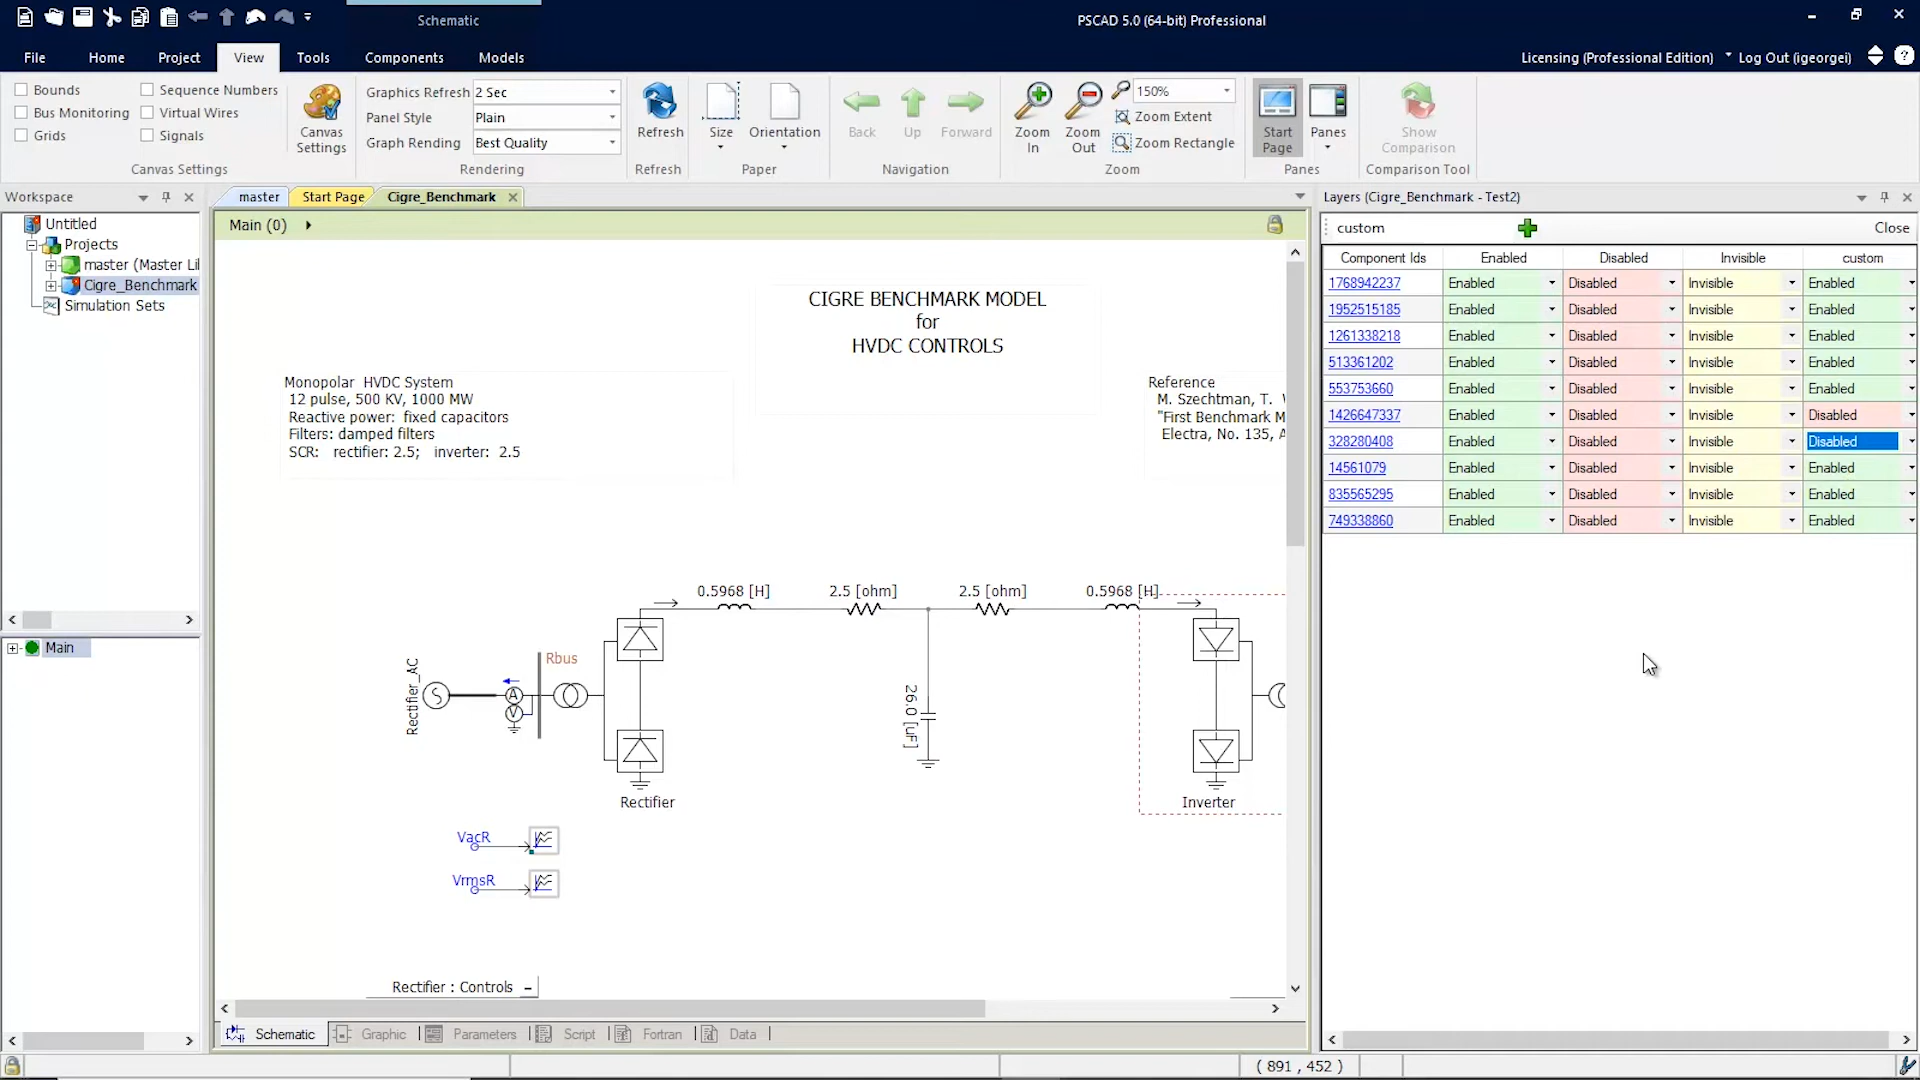 Schematic
PSCAD 5.0 (64-bit) Professional
File Home Project View Tools Components Models
Licensing (Professional Edition) Log Out (igeorgei)
Bounds
Bus Monitoring
Grids
Sequence Numbers
Virtual Wires
Signals
Canvas Settings
Canvas Settings
Graphics Refresh 2 Sec
Panel Style Plain
Graph Rendering Best Quality
Rendering
Refresh
Refresh
Size
Orientation
Paper
Back
Up
Forward
Navigation
Zoom In
Zoom Out
150%
Zoom Extent
Zoom Rectangle
Zoom
Start Page
Panes
Panes
Show Comparison
Comparison Tool
Workspace
Untitled
Projects
master (Master Li
Cigre_Benchmark
Simulation Sets
Main
master Start Page Cigre_Benchmark
Main (0)
CIGRE BENCHMARK MODEL
for
HVDC CONTROLS
Monopolar HVDC System
12 pulse, 500 KV, 1000 MW
Reactive power: fixed capacitors
Filters: damped filters
SCR: rectifier: 2.5; inverter: 2.5
Reference
M. Szechtman, T.
"First Benchmark M
Electra, No. 135, A
0.5968 [H] 2.5 [ohm] 2.5 [ohm] 0.5968 [H]
Rectifier_AC
S
A
V
Rbus
26.0 [uF]
Rectifier
Inverter
VacR
VrmsR
Rectifier : Controls
Schematic Graphic Parameters Script Fortran Data
Layers (Cigre_Benchmark - Test2)
custom Close
Component Ids Enabled Disabled Invisible custom
1768942237 Enabled Disabled Invisible Enabled
1952515185 Enabled Disabled Invisible Enabled
1261338218 Enabled Disabled Invisible Enabled
513361202 Enabled Disabled Invisible Enabled
553753660 Enabled Disabled Invisible Enabled
1426647337 Enabled Disabled Invisible Disabled
328280408 Enabled Disabled Invisible Disabled
14561079 Enabled Disabled Invisible Enabled
835565295 Enabled Disabled Invisible Enabled
749338860 Enabled Disabled Invisible Enabled
( 891 , 452 )